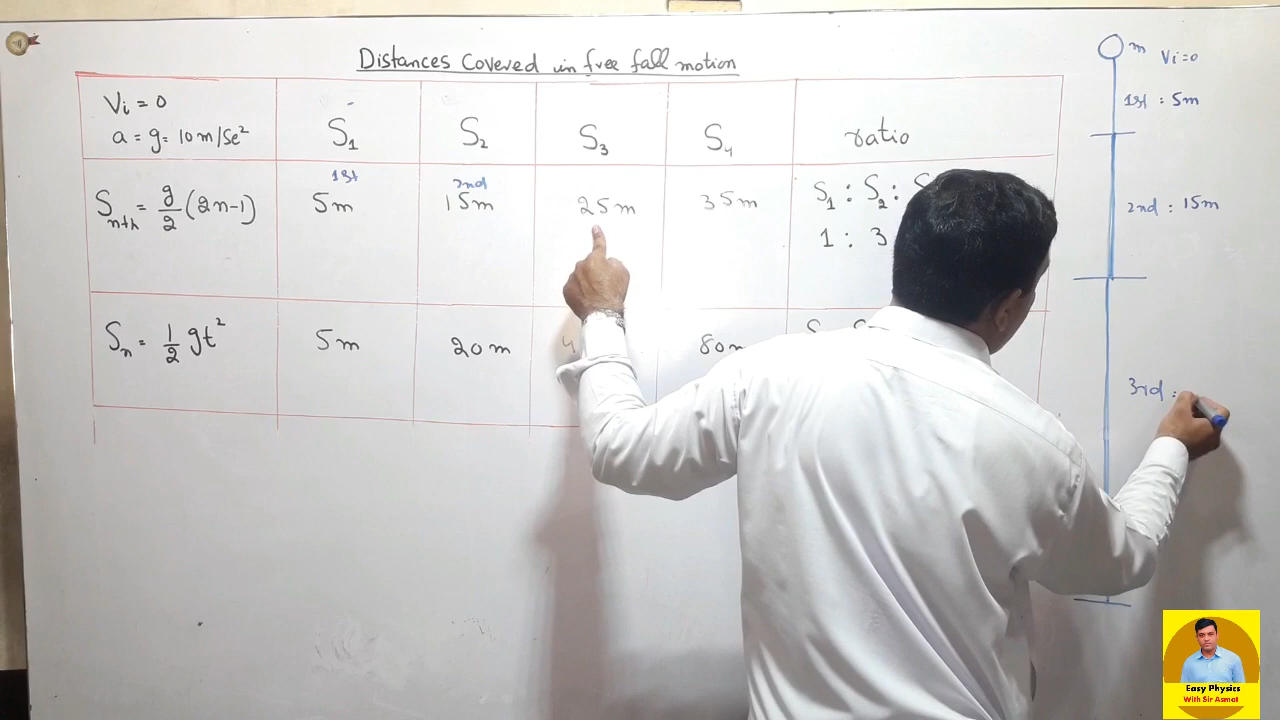 Distances Covered in free fall motion
Vi = 0
a = g = 10 m/Se²
S₁
S₂
S₃
S₄
ratio
Snth = g/2 (2n-1)
1st
5m
2nd
15m
25m
35m
S₁ : S₂ :
1 : 3
Sn = 1/2 gt²
5m
20m
4
80m
m Vi=0
1st : 5m
2nd : 15m
3rd :
Easy Physics
With Sir Asmat